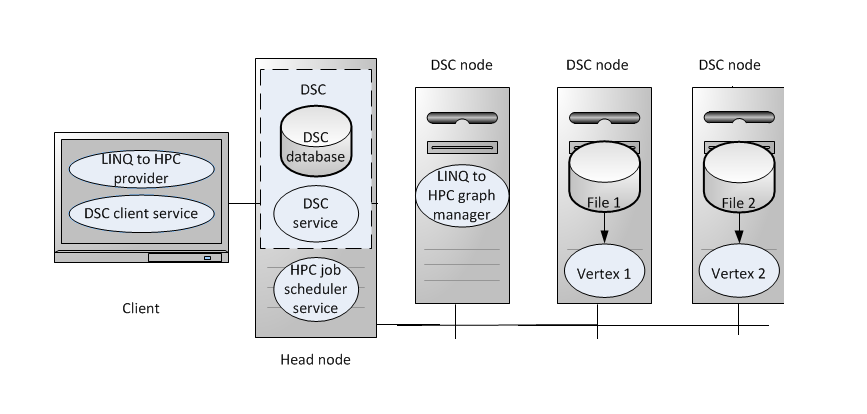 DSC node
DSC node
DSC node
DSC
DSC
database
LINQ to HPC
provider
DSC client service
DSC
service
HPC job
scheduler
service
LINQ to
HPC graph
manager
File 1
File 2
Vertex 1
Vertex 2
Client
Head node